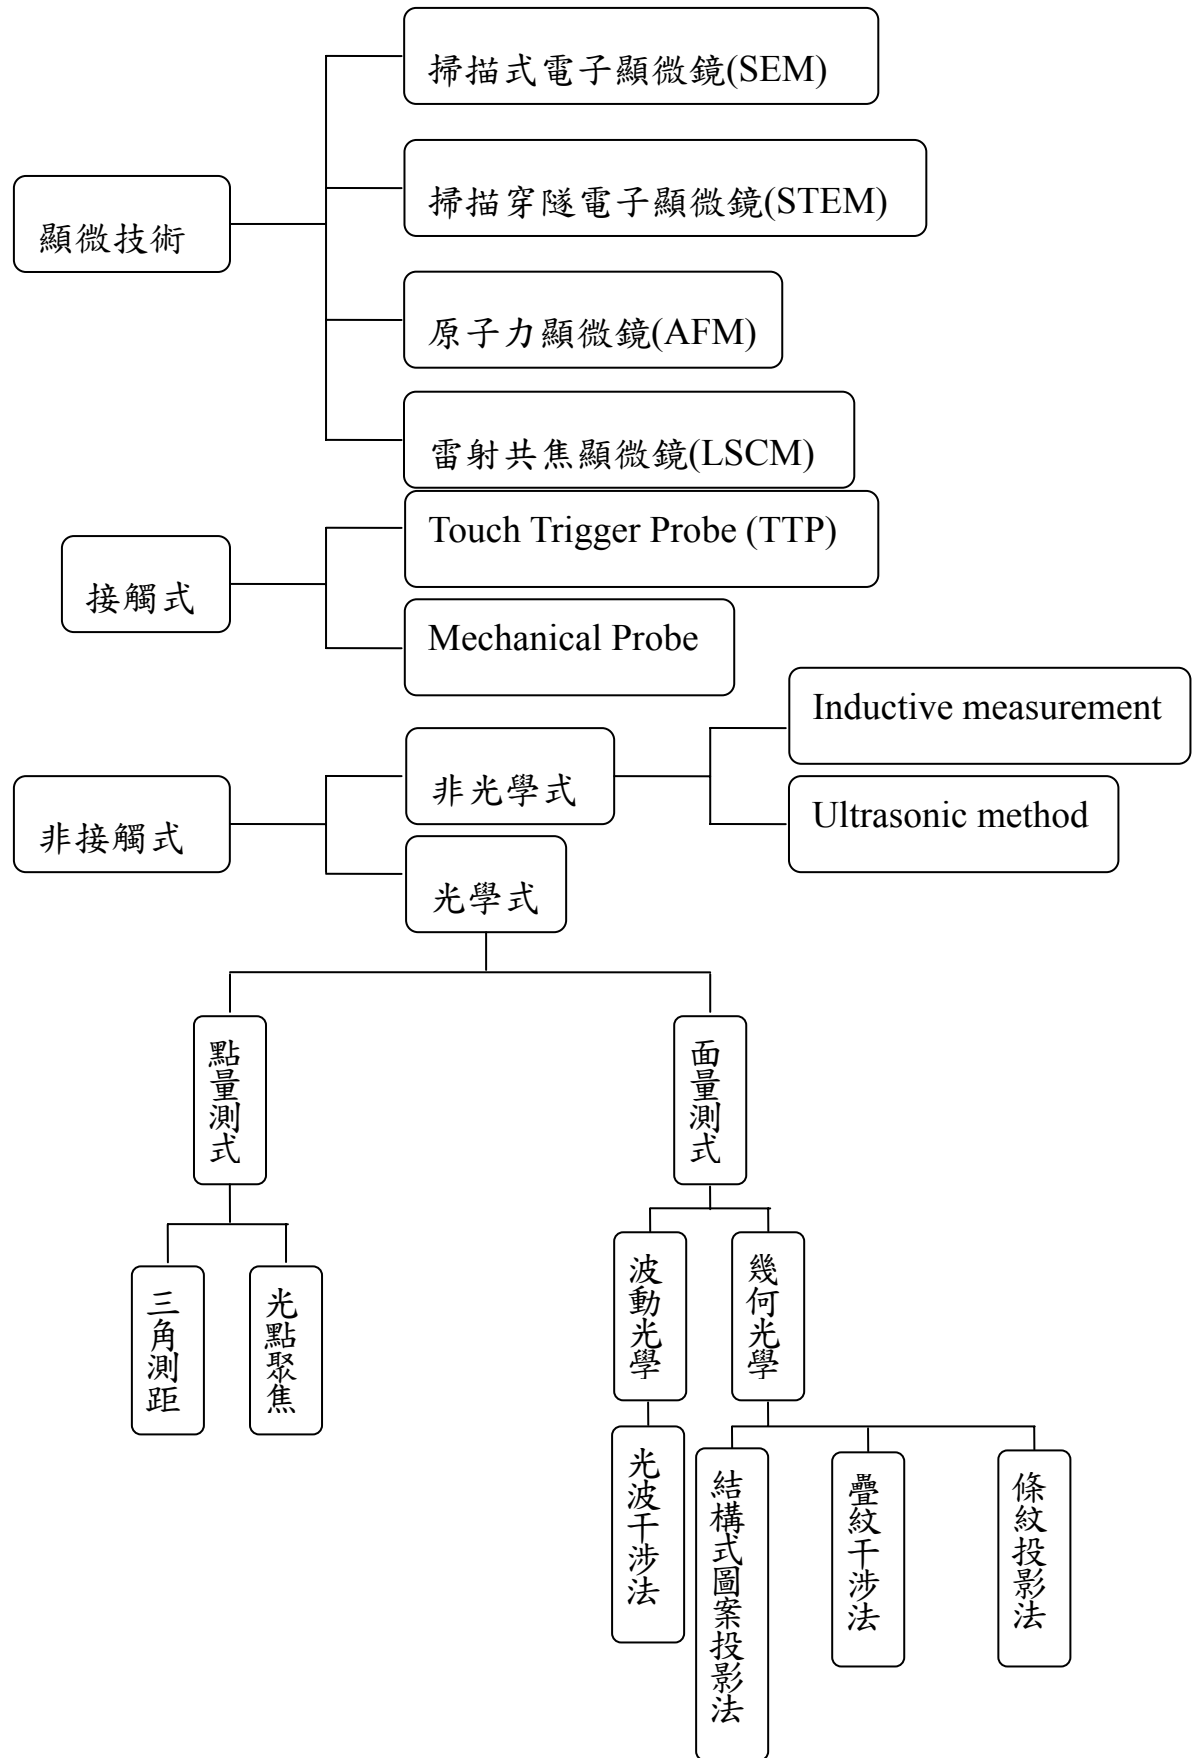 掃描式電子顯微鏡(SEM)
掃描穿隧電子顯微鏡(STEM)
顯微技術
原子力顯微鏡(AFM)
雷射共焦顯微鏡(LSCM)
Touch Trigger Probe (TTP)
接觸式
Mechanical Probe
Inductive measurement
非光學式
Ultrasonic method
非接觸式
光學式
點量測式
面量測式
三角測距
光點聚焦
波動光學
幾何光學
光波干涉法
結構式圖案投影法
疊紋干涉法
條紋投影法